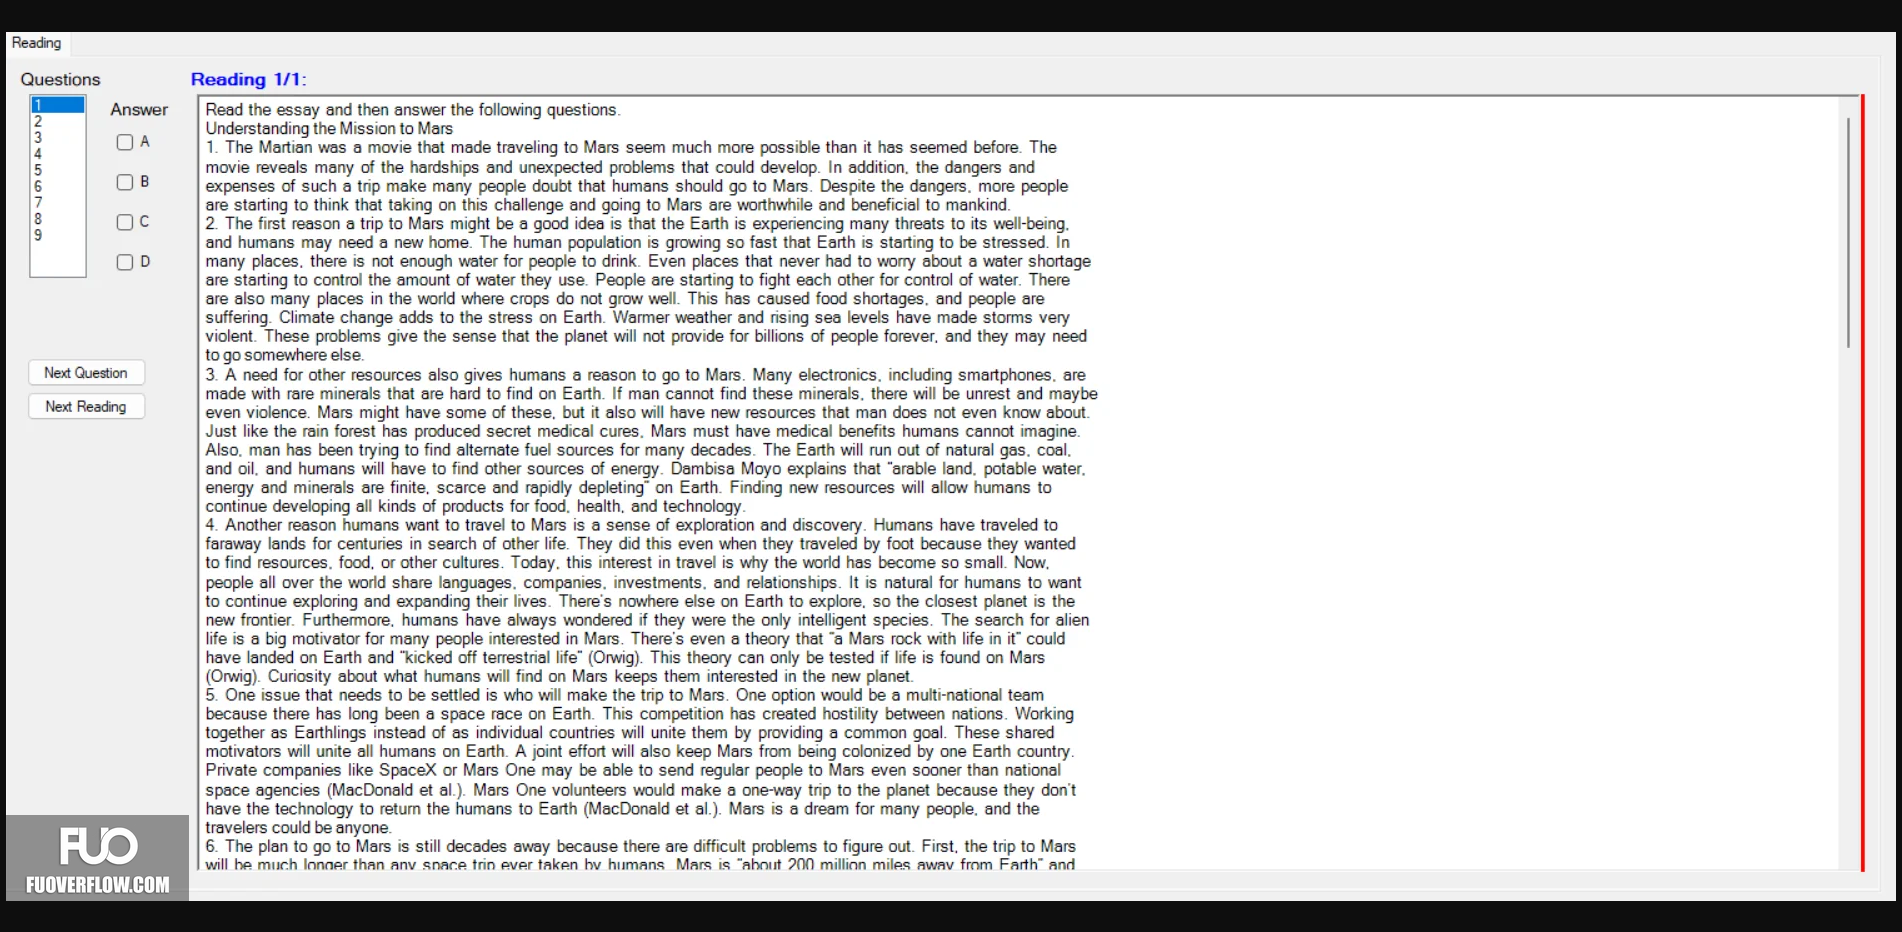 Reading
Questions
Reading 1/1:
1
2
3
4
5
6
7
8
9
Answer
A
B
C
D
Next Question
Next Reading
Read the essay and then answer the following questions.
Understanding the Mission to Mars
1. The Martian was a movie that made traveling to Mars seem much more possible than it has seemed before. The
movie reveals many of the hardships and unexpected problems that could develop. In addition, the dangers and
expenses of such a trip make many people doubt that humans should go to Mars. Despite the dangers, more people
are starting to think that taking on this challenge and going to Mars are worthwhile and beneficial to mankind.
2. The first reason a trip to Mars might be a good idea is that the Earth is experiencing many threats to its well-being,
and humans may need a new home. The human population is growing so fast that Earth is starting to be stressed. In
many places, there is not enough water for people to drink. Even places that never had to worry about a water shortage
are starting to control the amount of water they use. People are starting to fight each other for control of water. There
are also many places in the world where crops do not grow well. This has caused food shortages, and people are
suffering. Climate change adds to the stress on Earth. Warmer weather and rising sea levels have made storms very
violent. These problems give the sense that the planet will not provide for billions of people forever, and they may need
to go somewhere else.
3. A need for other resources also gives humans a reason to go to Mars. Many electronics, including smartphones, are
made with rare minerals that are hard to find on Earth. If man cannot find these minerals, there will be unrest and maybe
even violence. Mars might have some of these, but it also will have new resources that man does not even know about.
Just like the rain forest has produced secret medical cures, Mars must have medical benefits humans cannot imagine.
Also, man has been trying to find alternate fuel sources for many decades. The Earth will run out of natural gas, coal,
and oil, and humans will have to find other sources of energy. Dambisa Moyo explains that "arable land, potable water,
energy and minerals are finite, scarce and rapidly depleting" on Earth. Finding new resources will allow humans to
continue developing all kinds of products for food, health, and technology.
4. Another reason humans want to travel to Mars is a sense of exploration and discovery. Humans have traveled to
faraway lands for centuries in search of other life. They did this even when they traveled by foot because they wanted
to find resources, food, or other cultures. Today, this interest in travel is why the world has become so small. Now,
people all over the world share languages, companies, investments, and relationships. It is natural for humans to want
to continue exploring and expanding their lives. There's nowhere else on Earth to explore, so the closest planet is the
new frontier. Furthermore, humans have always wondered if they were the only intelligent species. The search for alien
life is a big motivator for many people interested in Mars. There's even a theory that "a Mars rock with life in it" could
have landed on Earth and "kicked off terrestrial life" (Orwig). This theory can only be tested if life is found on Mars
(Orwig). Curiosity about what humans will find on Mars keeps them interested in the new planet.
5. One issue that needs to be settled is who will make the trip to Mars. One option would be a multi-national team
because there has long been a space race on Earth. This competition has created hostility between nations. Working
together as Earthlings instead of as individual countries will unite them by providing a common goal. These shared
motivators will unite all humans on Earth. A joint effort will also keep Mars from being colonized by one Earth country.
Private companies like SpaceX or Mars One may be able to send regular people to Mars even sooner than national
space agencies (MacDonald et al.). Mars One volunteers would make a one-way trip to the planet because they don't
have the technology to return the humans to Earth (MacDonald et al.). Mars is a dream for many people, and the
travelers could be anyone.
6. The plan to go to Mars is still decades away because there are difficult problems to figure out. First, the trip to Mars
will be much longer than any space trip ever taken by humans. Mars is "about 200 million miles away from Earth" and
FUO
FUOVERFLOW.COM